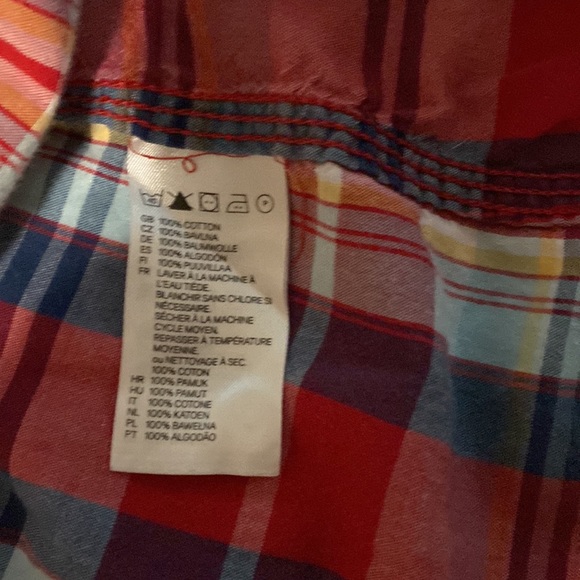 40
GB 100% COTTON
CZ 100% BAVLNA
DE 100% BAUMWOLLE
ES 100% ALGODÓN
FI 100% PUUVILLAA
FR LAVER À LA MACHINE À
L'EAU TIÈDE.
BLANCHIR SANS CHLORE SI
NÉCESSAIRE.
SÉCHER À LA MACHINE
CYCLE MOYEN.
REPASSER À TEMPÉRATURE
MOYENNE.
ou NETTOYAGE À SEC.
100% COTON
HR 100% PAMUK
HU 100% PAMUT
IT 100% COTONE
NL 100% KATOEN
PL 100% BAWEŁNA
PT 100% ALGODÃO